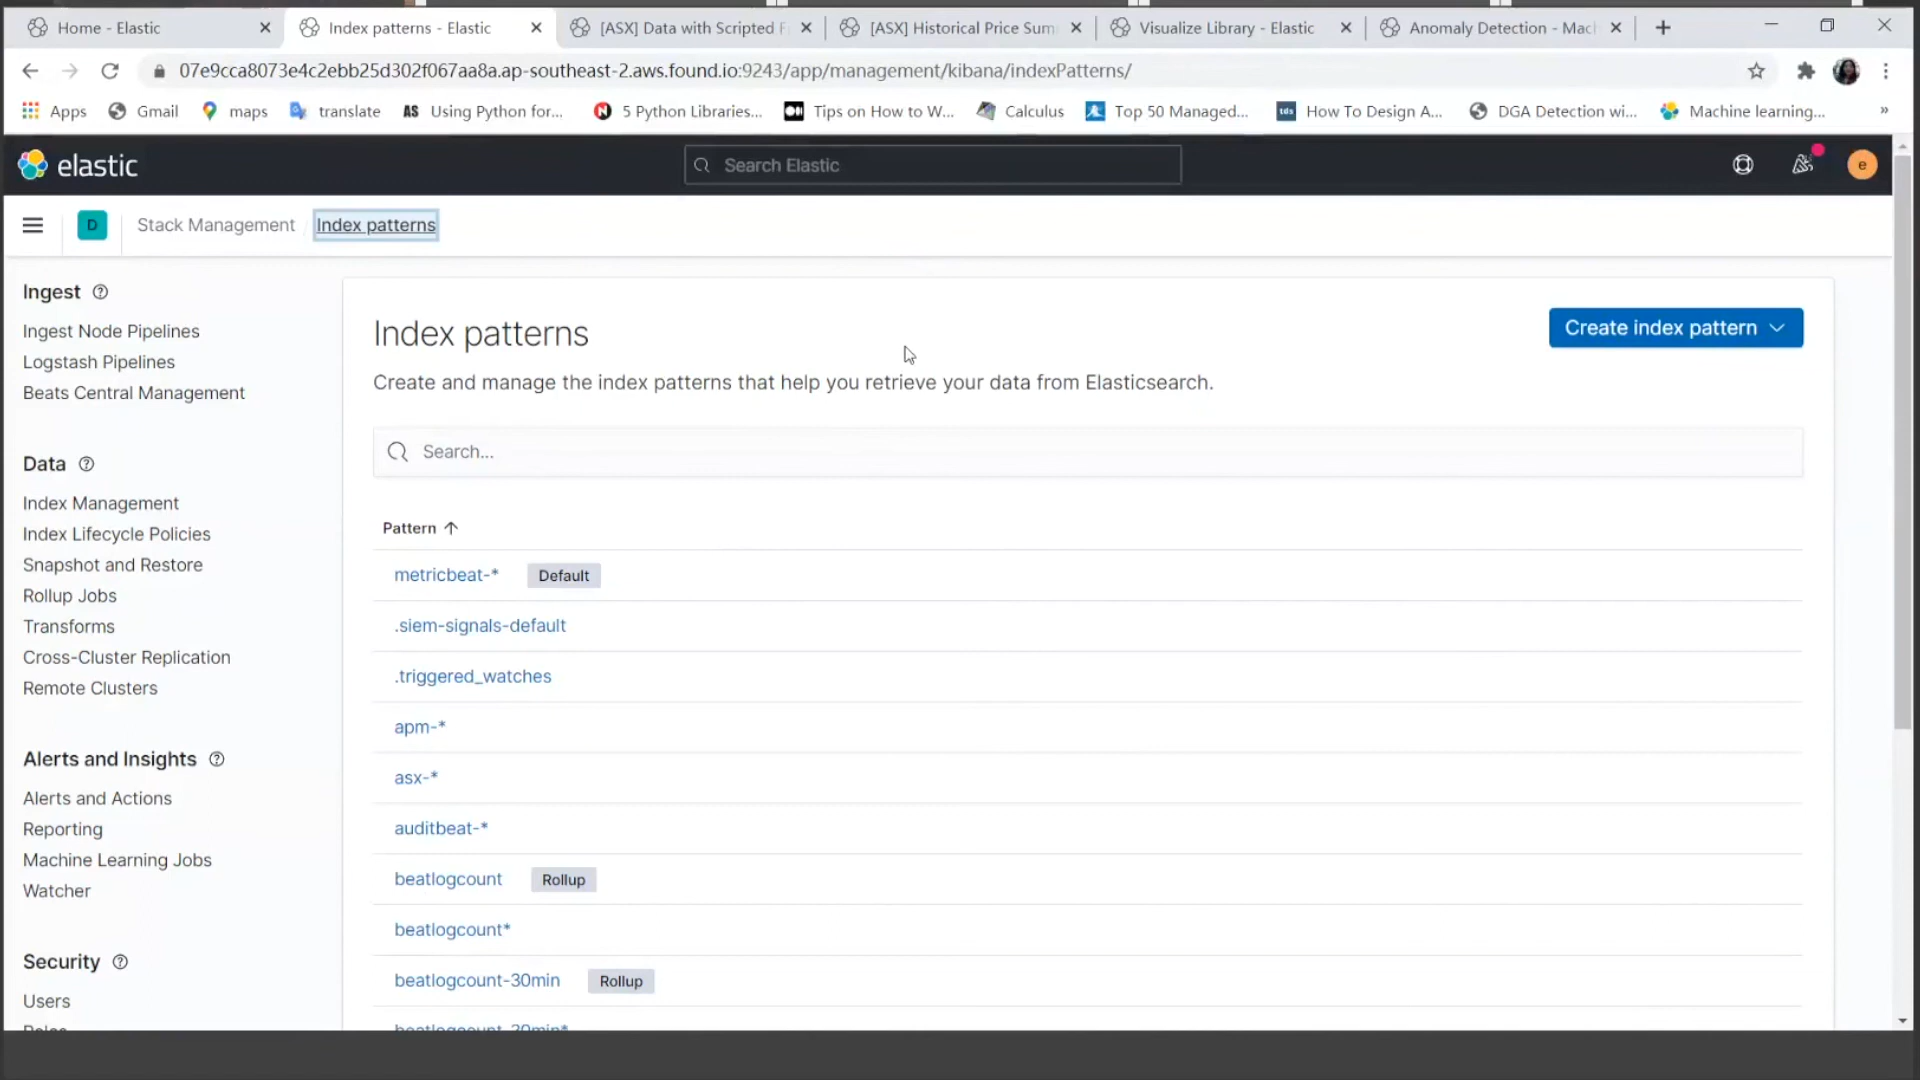 Home - Elastic
Index patterns - Elastic
[ASX] Data with Scripted F
[ASX] Historical Price Sum
Visualize Library - Elastic
Anomaly Detection - Mac
07e9cca8073e4c2ebb25d302f067aa8a.ap-southeast-2.aws.found.io:9243/app/management/kibana/indexPatterns/
Apps
Gmail
maps
translate
AS Using Python for...
5 Python Libraries...
Tips on How to W...
Calculus
Top 50 Managed...
tds How To Design A...
DGA Detection wi...
Machine learning...
»
elastic
Search Elastic
e
D
Stack Management
Index patterns
Ingest
Ingest Node Pipelines
Logstash Pipelines
Beats Central Management
Data
Index Management
Index Lifecycle Policies
Snapshot and Restore
Rollup Jobs
Transforms
Cross-Cluster Replication
Remote Clusters
Alerts and Insights
Alerts and Actions
Reporting
Machine Learning Jobs
Watcher
Security
Users
Index patterns
Create index pattern
Create and manage the index patterns that help you retrieve your data from Elasticsearch.
Search...
Pattern
metricbeat-* Default
.siem-signals-default
.triggered_watches
apm-*
asx-*
auditbeat-*
beatlogcount Rollup
beatlogcount*
beatlogcount-30min Rollup
beatlogcount-30min*